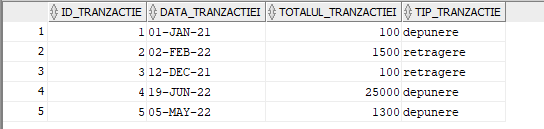 ID_TRANZACTIE DATA_TRANZACTIEI TOTALUL_TRANZACTIEI TIP_TRANZACTIE
1 1 01-JAN-21 100 depunere
2 2 02-FEB-22 1500 retragere
3 3 12-DEC-21 100 retragere
4 4 19-JUN-22 25000 depunere
5 5 05-MAY-22 1300 depunere